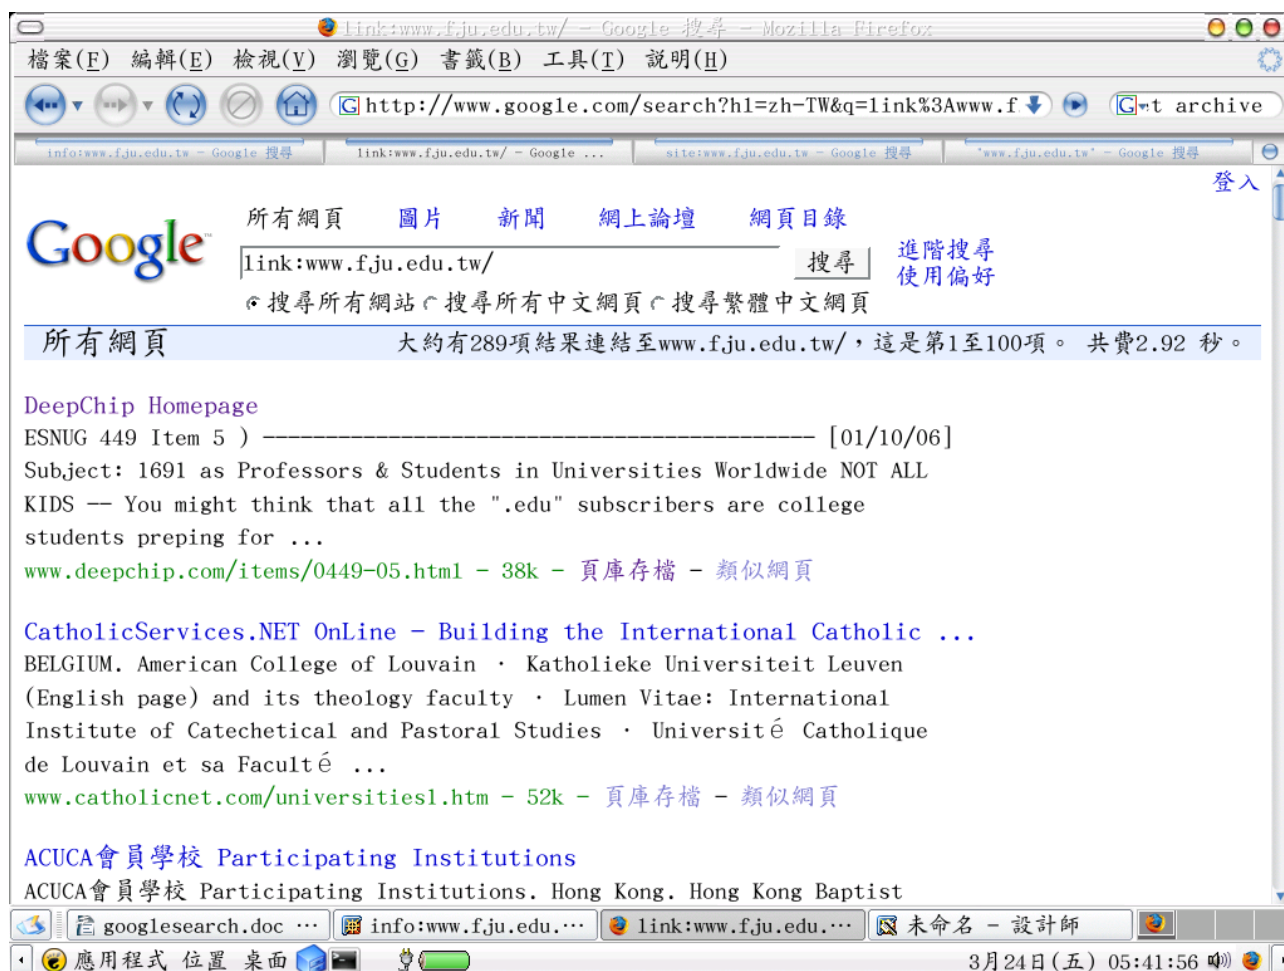 link:www.fju.edu.tw/ - Google 搜尋 - Mozilla Firefox
檔案(F) 編輯(E) 檢視(V) 瀏覽(G) 書籤(B) 工具(T) 說明(H)
http://www.google.com/search?hl=zh-TW&q=link%3Awww.f t archive
info:www.fju.edu.tw - Google 搜尋 link:www.fju.edu.tw/ - Google ... site:www.fju.edu.tw - Google 搜尋 "www.fju.edu.tw" - Google 搜尋
登入
所有網頁 圖片 新聞 網上論壇 網頁目錄
Google™
link:www.fju.edu.tw/ 搜尋 進階搜尋
使用偏好
搜尋所有網站 搜尋所有中文網頁 搜尋繁體中文網頁
所有網頁 大約有289項結果連結至www.fju.edu.tw/，這是第1至100項。 共費2.92 秒。
DeepChip Homepage
ESNUG 449 Item 5 ) -------------------------------------------- [01/10/06]
Subject: 1691 as Professors & Students in Universities Worldwide NOT ALL
KIDS -- You might think that all the ".edu" subscribers are college
students preping for ...
www.deepchip.com/items/0449-05.html - 38k - 頁庫存檔 - 類似網頁
CatholicServices.NET OnLine - Building the International Catholic ...
BELGIUM. American College of Louvain · Katholieke Universiteit Leuven
(English page) and its theology faculty · Lumen Vitae: International
Institute of Catechetical and Pastoral Studies · Université Catholique
de Louvain et sa Faculté ...
www.catholicnet.com/universities1.htm - 52k - 頁庫存檔 - 類似網頁
ACUCA會員學校 Participating Institutions
ACUCA會員學校 Participating Institutions. Hong Kong. Hong Kong Baptist
googlesearch.doc ... info:www.fju.edu.... link:www.fju.edu.... 未命名 - 設計師
應用程式 位置 桌面 3月24日(五) 05:41:56